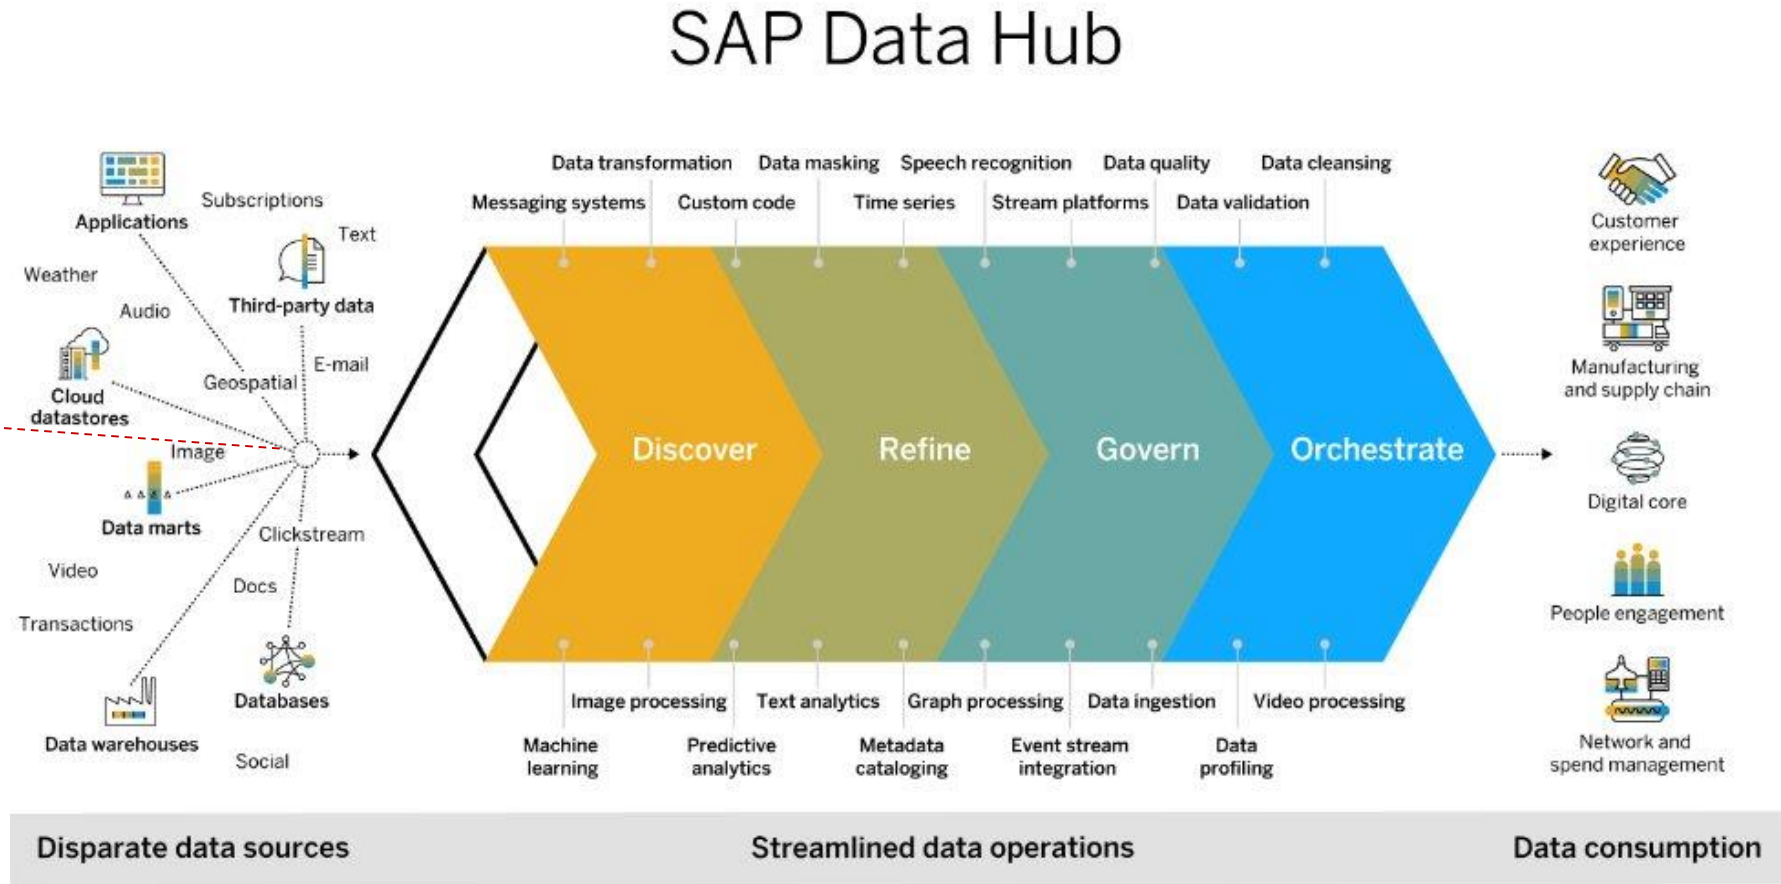 SAP Data Hub
Applications
Subscriptions
Text
Weather
Third-party data
Audio
E-mail
Geospatial
Cloud
datastores
Image
Data marts
Clickstream
Video
Docs
Transactions
Databases
Data warehouses
Social
Data transformation
Data masking
Speech recognition
Data quality
Data cleansing
Messaging systems
Custom code
Time series
Stream platforms
Data validation
Discover
Refine
Govern
Orchestrate
Image processing
Text analytics
Graph processing
Data ingestion
Video processing
Machine
learning
Predictive
analytics
Metadata
cataloging
Event stream
integration
Data
profiling
Customer
experience
Manufacturing
and supply chain
Digital core
People engagement
Network and
spend management
Disparate data sources
Streamlined data operations
Data consumption